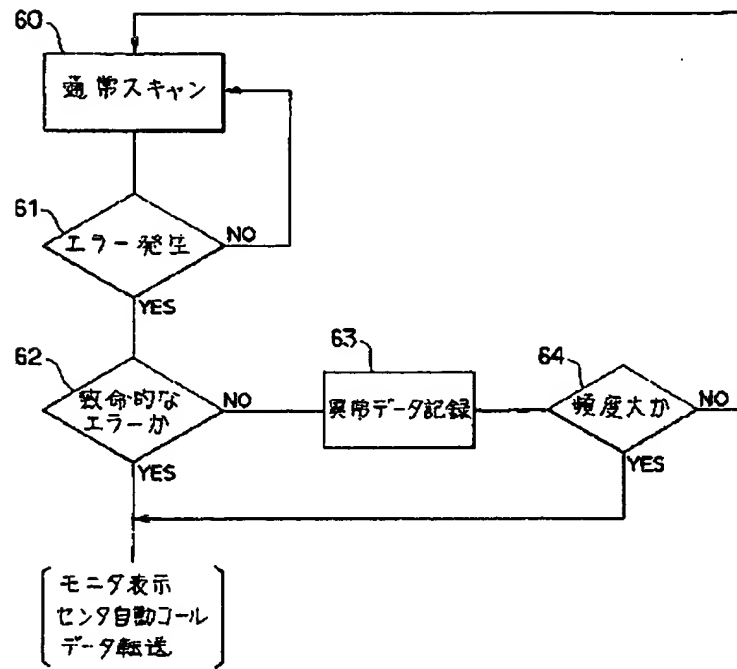 60
通常スキャン
61
エラー発生
NO
YES
62
致命的な
エラーか
NO
YES
63
異常データ記録
64
頻度大か
NO
YES
モニタ表示
センタ自動コール
データ転送